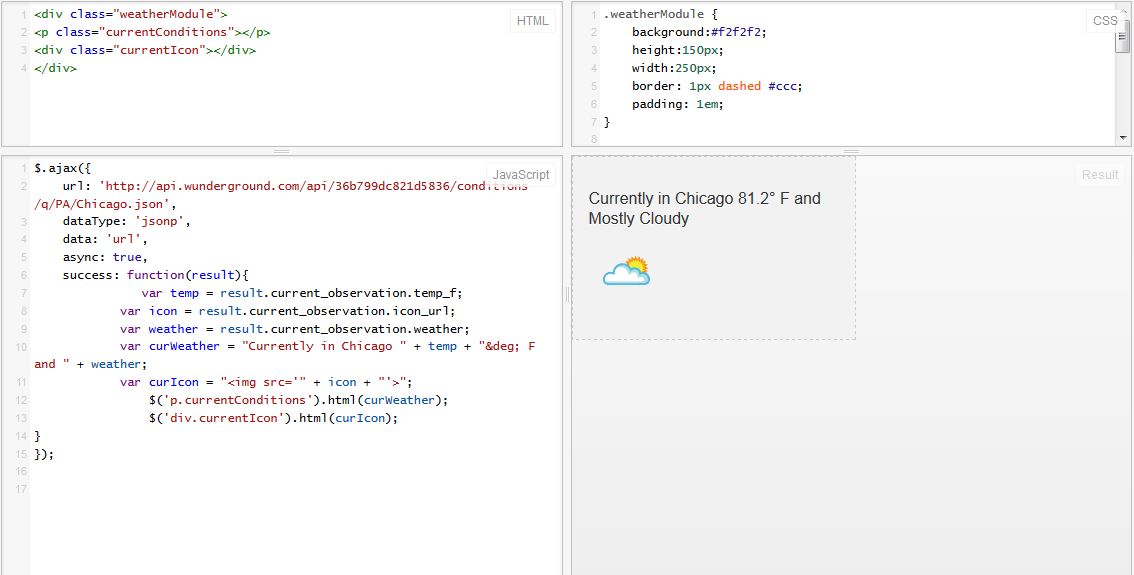 1 <div class="weatherModule">
2 <p class="currentConditions"></p>
3 <div class="currentIcon"></div>
4 </div>
HTML
1 .weatherModule {
2 background:#f2f2f2;
3 height:150px;
4 width:250px;
5 border: 1px dashed #ccc;
6 padding: 1em;
7 }
8
CSS
1 $.ajax({
2 url: 'http://api.wunderground.com/api/36b799dc821d5836/conditions
/q/PA/Chicago.json',
3 dataType: 'jsonp',
4 data: 'url',
5 async: true,
6 success: function(result){
7 var temp = result.current_observation.temp_f;
8 var icon = result.current_observation.icon_url;
9 var weather = result.current_observation.weather;
10 var curWeather = "Currently in Chicago " + temp + "&deg; F
and " + weather;
11 var curIcon = "<img src='" + icon + "'>";
12 $('p.currentConditions').html(curWeather);
13 $('div.currentIcon').html(curIcon);
14 }
15 });
16
17
JavaScript
Currently in Chicago 81.2° F and
Mostly Cloudy
Result